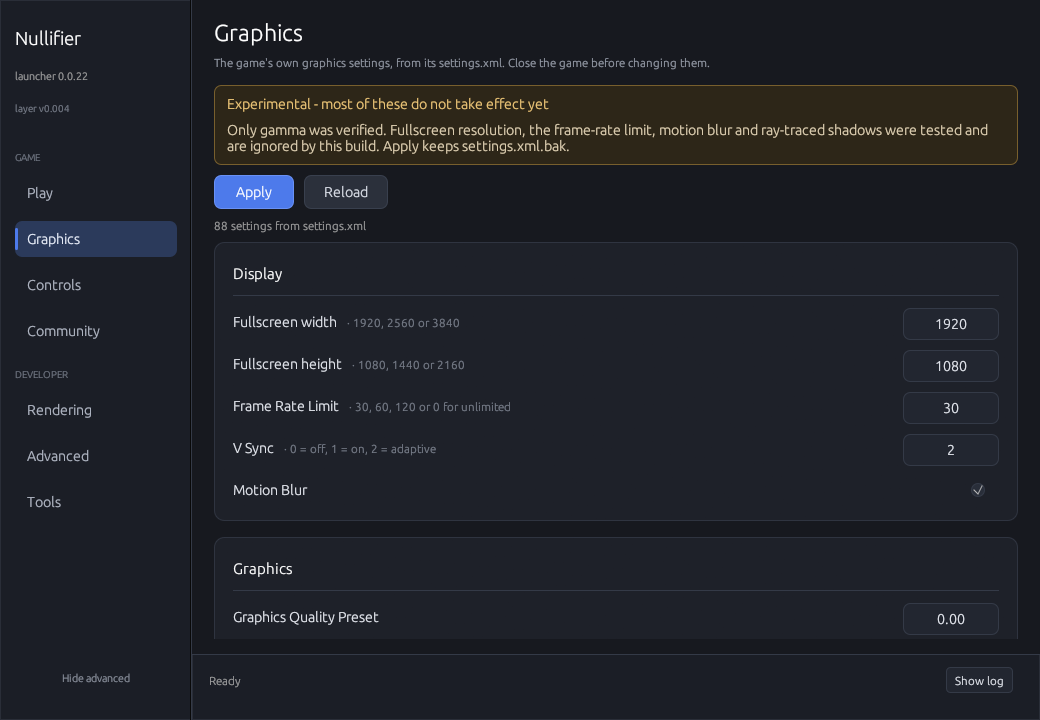 Nullifier
launcher 0.0.22
layer v0.004
GAME
Play
Graphics
Controls
Community
DEVELOPER
Rendering
Advanced
Tools
Hide advanced
Graphics
The game's own graphics settings, from its settings.xml. Close the game before changing them.
Experimental - most of these do not take effect yet
Only gamma was verified. Fullscreen resolution, the frame-rate limit, motion blur and ray-traced shadows were tested and
are ignored by this build. Apply keeps settings.xml.bak.
Apply Reload
88 settings from settings.xml
Display
Fullscreen width · 1920, 2560 or 3840 1920
Fullscreen height · 1080, 1440 or 2160 1080
Frame Rate Limit · 30, 60, 120 or 0 for unlimited 30
V Sync · 0 = off, 1 = on, 2 = adaptive 2
Motion Blur
Graphics
Graphics Quality Preset 0.00
Ready Show log